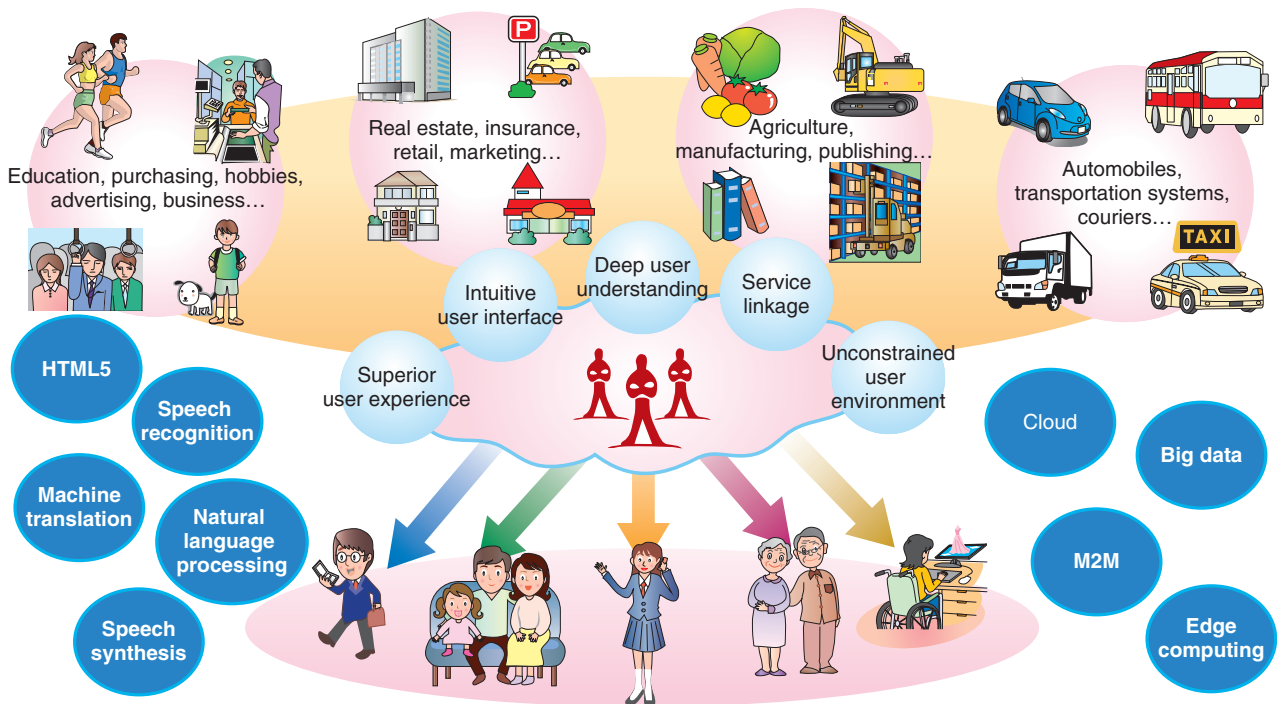 P
Education, purchasing, hobbies,
advertising, business…
Real estate, insurance,
retail, marketing…
Agriculture,
manufacturing, publishing…
Automobiles,
transportation systems,
couriers…
TAXI
Superior
user experience
Intuitive
user interface
Deep user
understanding
Service
linkage
Unconstrained
user
environment
HTML5
Speech
recognition
Machine
translation
Natural
language
processing
Speech
synthesis
Cloud
Big data
M2M
Edge
computing